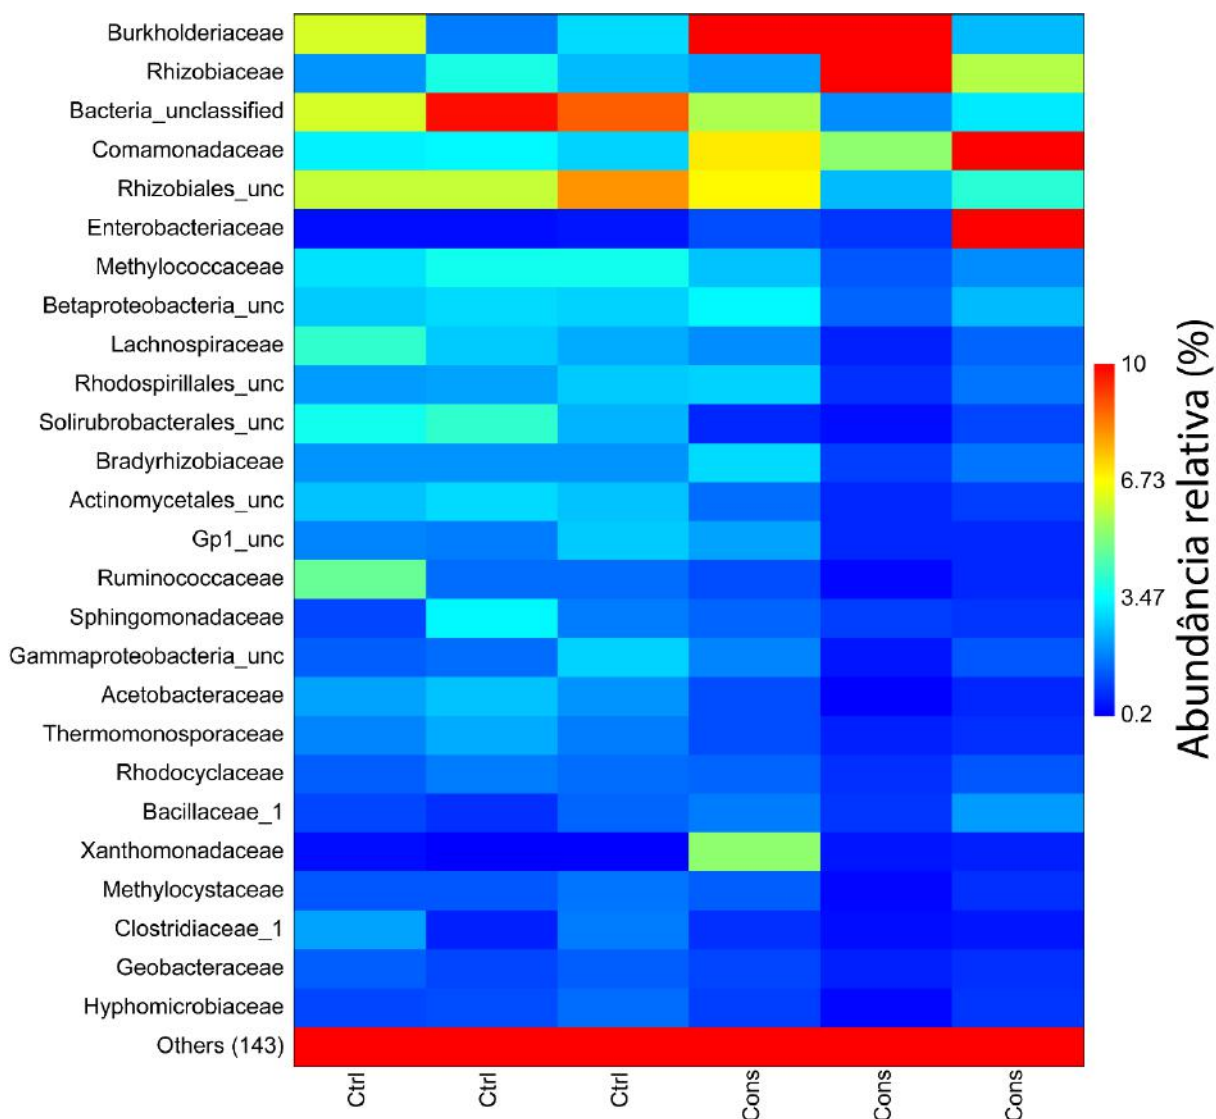 Burkholderiaceae
Rhizobiaceae
Bacteria_unclassified
Comamonadaceae
Rhizobiales_unc
Enterobacteriaceae
Methylococcaceae
Betaproteobacteria_unc
Lachnospiraceae
Rhodospirillales_unc
Solirubrobacterales_unc
Bradyrhizobiaceae
Actinomycetales_unc
Gp1_unc
Ruminococcaceae
Sphingomonadaceae
Gammaproteobacteria_unc
Acetobacteraceae
Thermomonosporaceae
Rhodocyclaceae
Bacillaceae_1
Xanthomonadaceae
Methylocystaceae
Clostridiaceae_1
Geobacteraceae
Hyphomicrobiaceae
Others (143)
Ctrl
Ctrl
Ctrl
Cons
Cons
Cons
10
6.73
3.47
0.2
Abundância relativa (%)